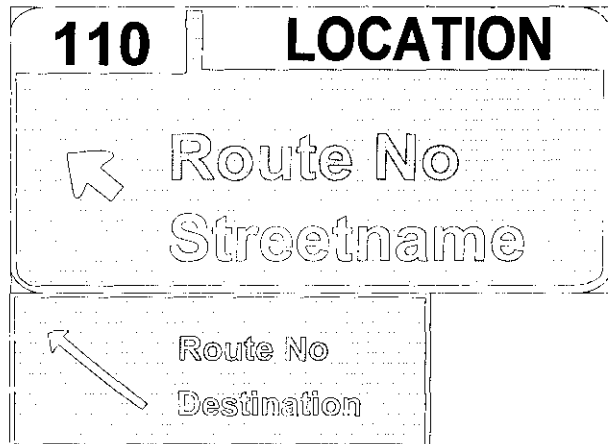 110 LOCATION
Route No
Streetname
Route No
Destination